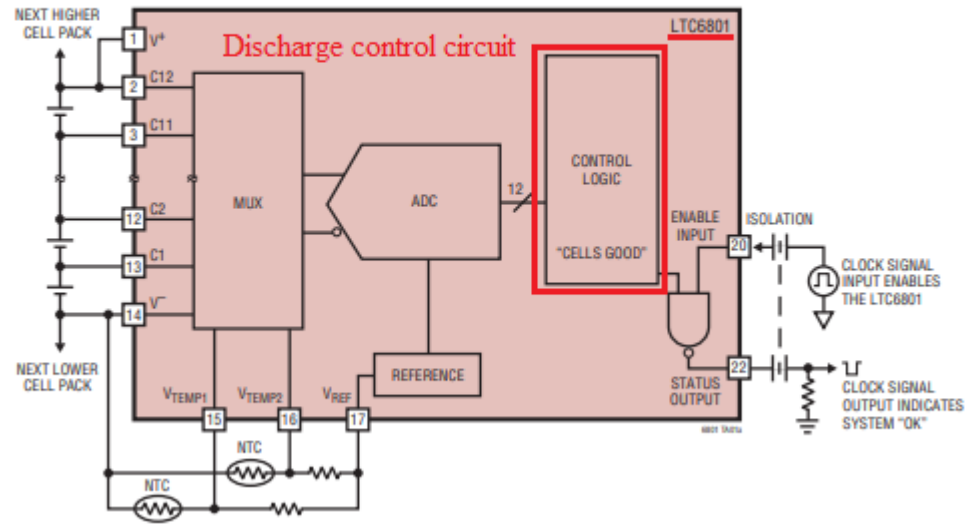 NEXT HIGHER
CELL PACK
LTC6801
Discharge control circuit
1 V+
2 C12
3 C11
12 C2
13 C1
14 V−
MUX
ADC
12
CONTROL
LOGIC
"CELLS GOOD"
REFERENCE
ENABLE
INPUT
20
ISOLATION
CLOCK SIGNAL
INPUT ENABLES
THE LTC6801
22
STATUS
OUTPUT
CLOCK SIGNAL
OUTPUT INDICATES
SYSTEM "OK"
NEXT LOWER
CELL PACK
VTEMP1
VTEMP2
VREF
15
16
17
6801 TA01a
NTC
NTC